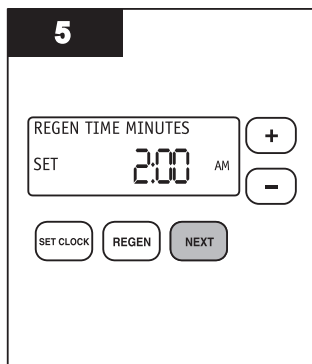 5
REGEN TIME MINUTES
SET 2:00 AM
+
-
SET CLOCK REGEN NEXT